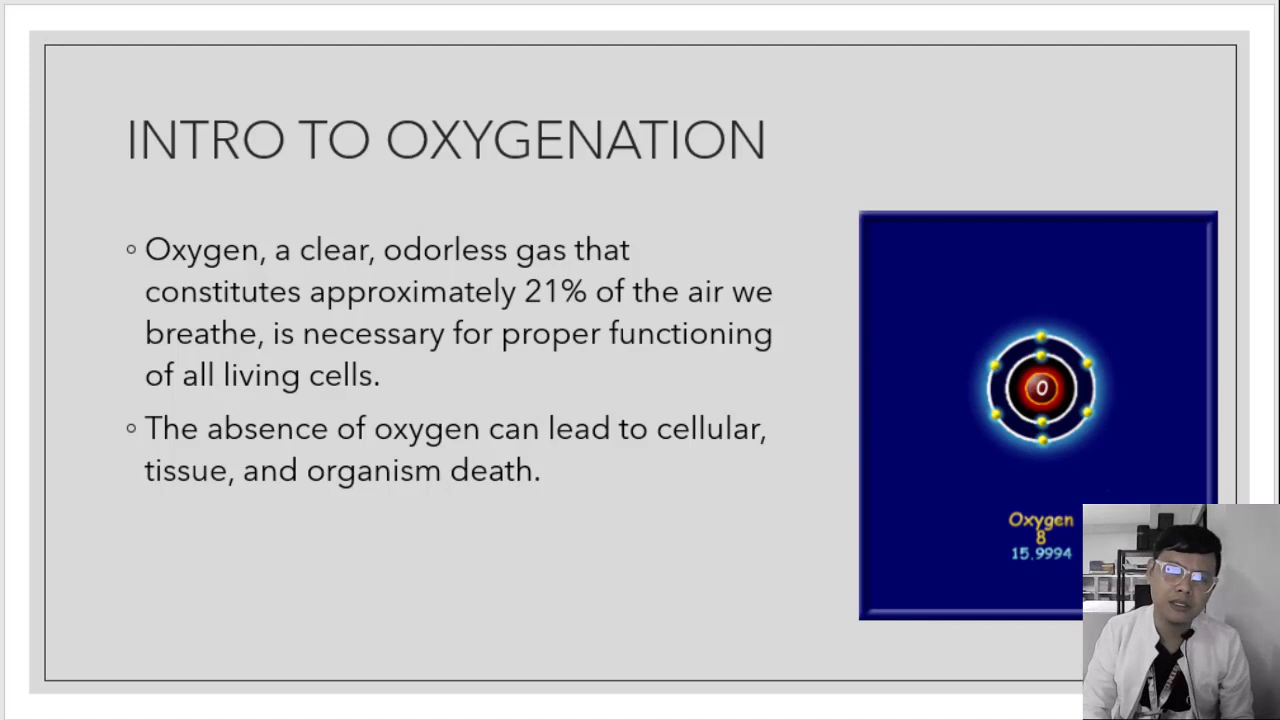 INTRO TO OXYGENATION
◦ Oxygen, a clear, odorless gas that
constitutes approximately 21% of the air we
breathe, is necessary for proper functioning
of all living cells.
◦ The absence of oxygen can lead to cellular,
tissue, and organism death.
O
Oxygen
8
15.9994